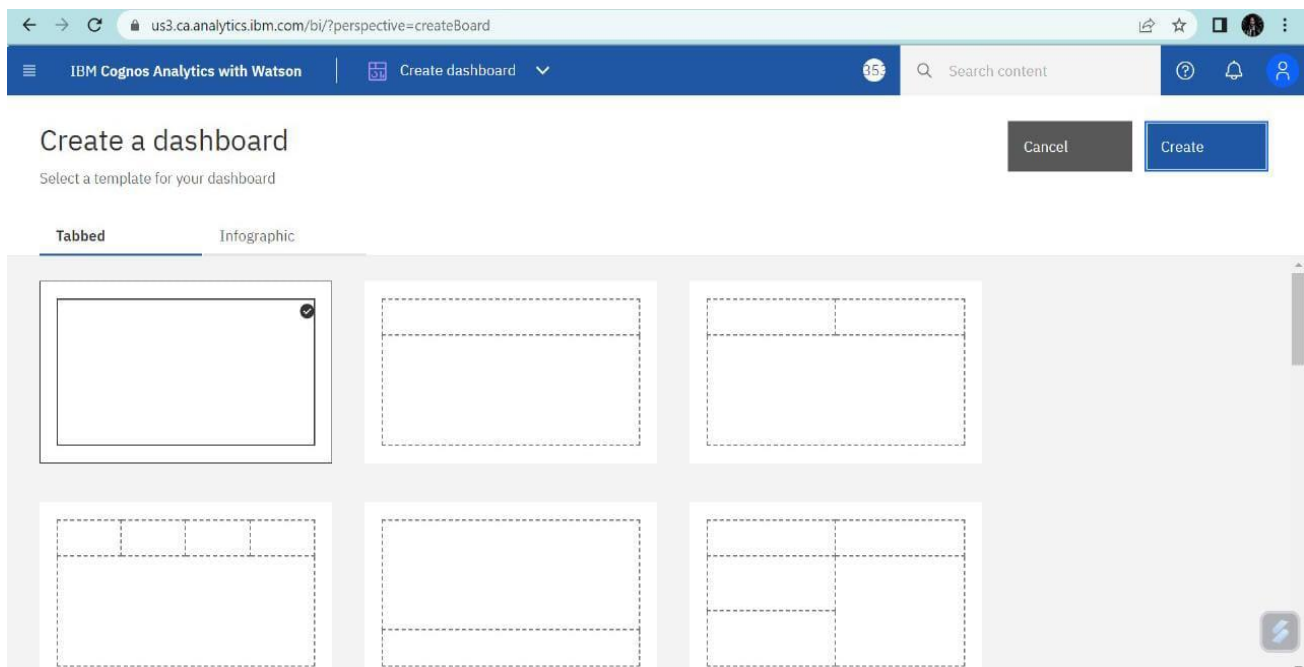 us3.ca.analytics.ibm.com/bi/?perspective=createBoard
IBM Cognos Analytics with Watson
Create dashboard
353
Search content
Create a dashboard
Cancel
Create
Select a template for your dashboard
Tabbed
Infographic